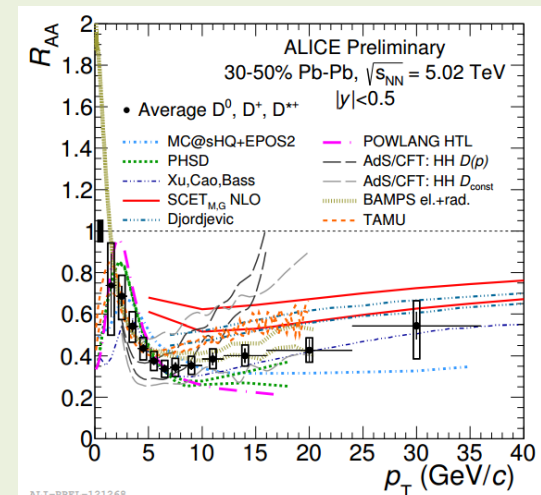 R_AA
ALICE Preliminary
30-50% Pb-Pb, √s_NN = 5.02 TeV
|y|<0.5
Average D⁰, D⁺, D*⁺
MC@sHQ+EPOS2
PHSD
Xu,Cao,Bass
SCET_M,G NLO
Djordjevic
POWLANG HTL
AdS/CFT: HH D(p)
AdS/CFT: HH D_const
BAMPS el.+rad.
TAMU
2
1.8
1.6
1.4
1.2
1
0.8
0.6
0.4
0.2
0
0 5 10 15 20 25 30 35 40
p_T (GeV/c)